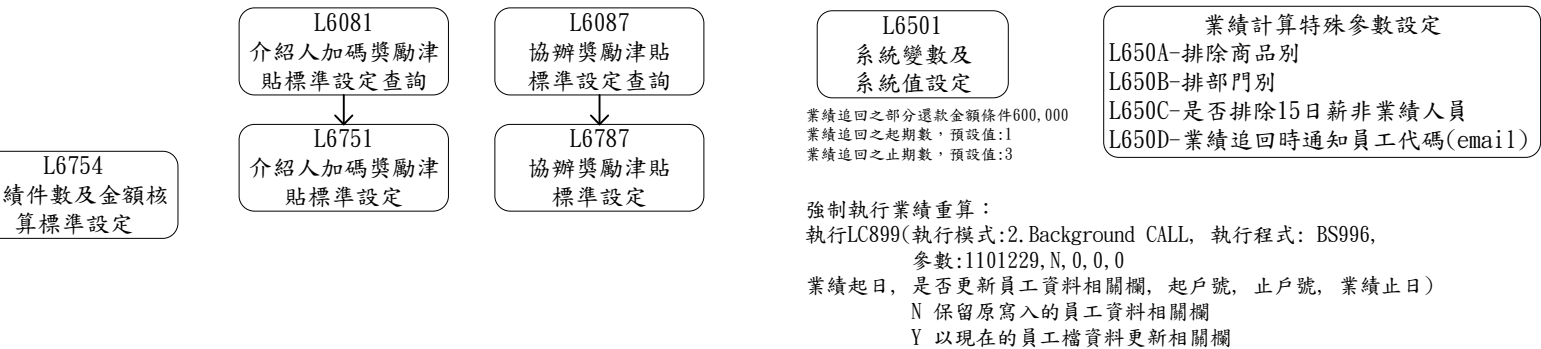 L6081
介紹人加碼獎勵津
貼標準設定查詢
L6087
協辦獎勵津貼
標準設定查詢
L6751
介紹人加碼獎勵津
貼標準設定
L6787
協辦獎勵津貼
標準設定
L6754
績件數及金額核
算標準設定
L6501
系統變數及
系統值設定
業績追回之部分還款金額條件600,000
業績追回之起期數，預設值:1
業績追回之止期數，預設值:3
業績計算特殊參數設定
L650A-排除商品別
L650B-排部門別
L650C-是否排除15日薪非業績人員
L650D-業績追回時通知員工代碼(email)
強制執行業績重算：
執行LC899(執行模式:2.Background CALL, 執行程式: BS996,
參數:1101229,N,0,0,0
業績起日, 是否更新員工資料相關欄, 起戶號, 止戶號, 業績止日)
N 保留原寫入的員工資料相關欄
Y 以現在的員工檔資料更新相關欄